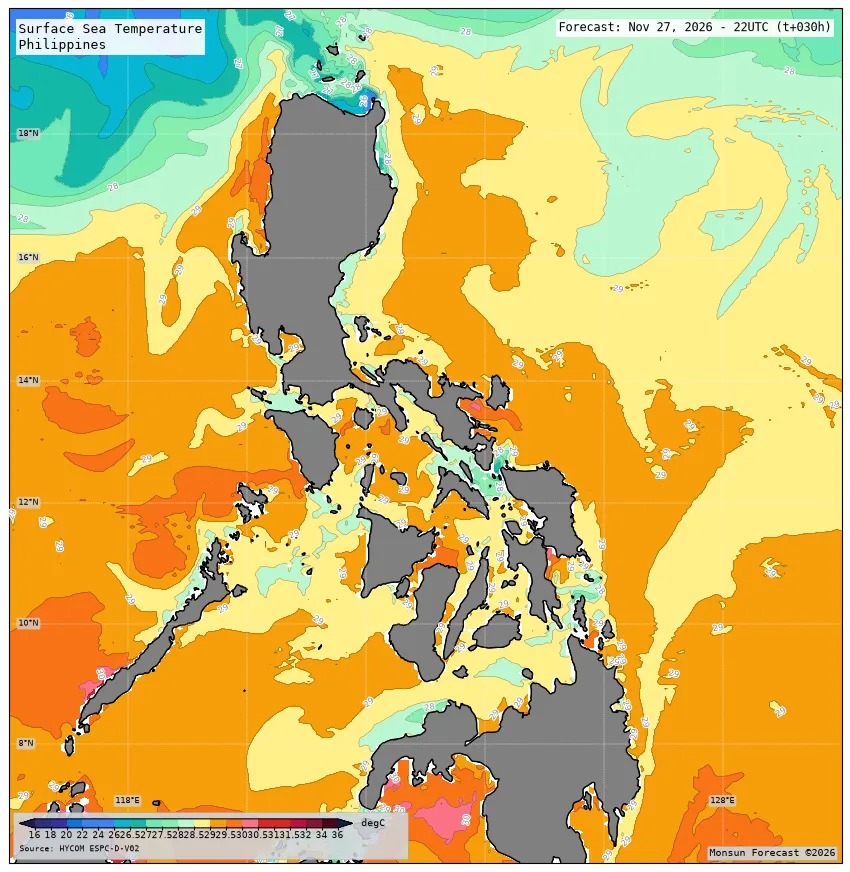 Surface Sea Temperature
Philippines
Forecast: Nov 27, 2026 - 22UTC (t+030h)
18°N
16°N
14°N
12°N
10°N
8°N
118°E
128°E
degC
16 18 20 22 24 26 26.5 27 27.5 28 28.5 29 29.5 30 30.5 31 31.5 32 34 36
Source: HYCOM ESPC-D-V02
Monsun Forecast ©2026